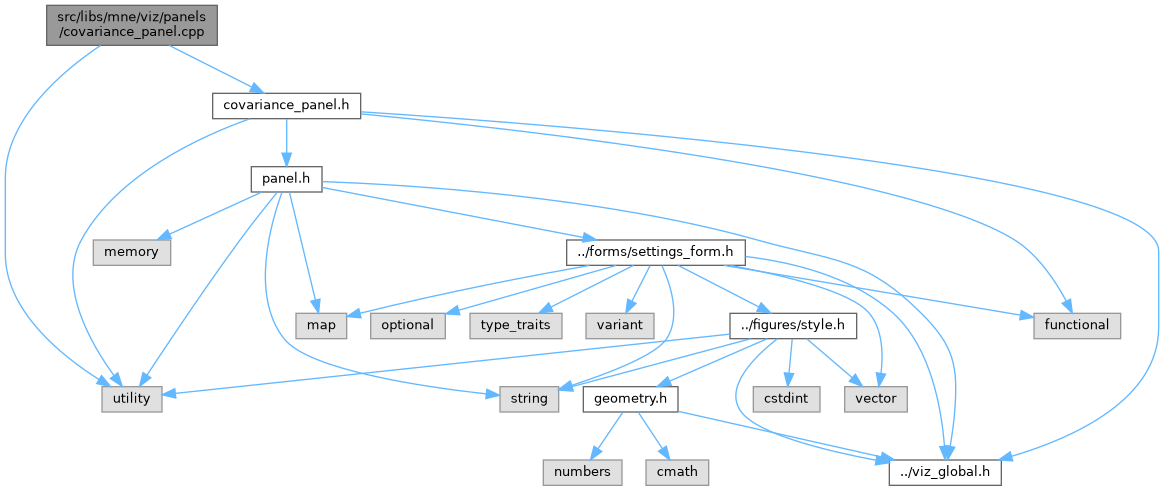 src/libs/mne/viz/panels
/covariance_panel.cpp
covariance_panel.h
panel.h
memory
../forms/settings_form.h
map
optional
type_traits
variant
../figures/style.h
functional
utility
string
geometry.h
cstdint
vector
numbers
cmath
../viz_global.h